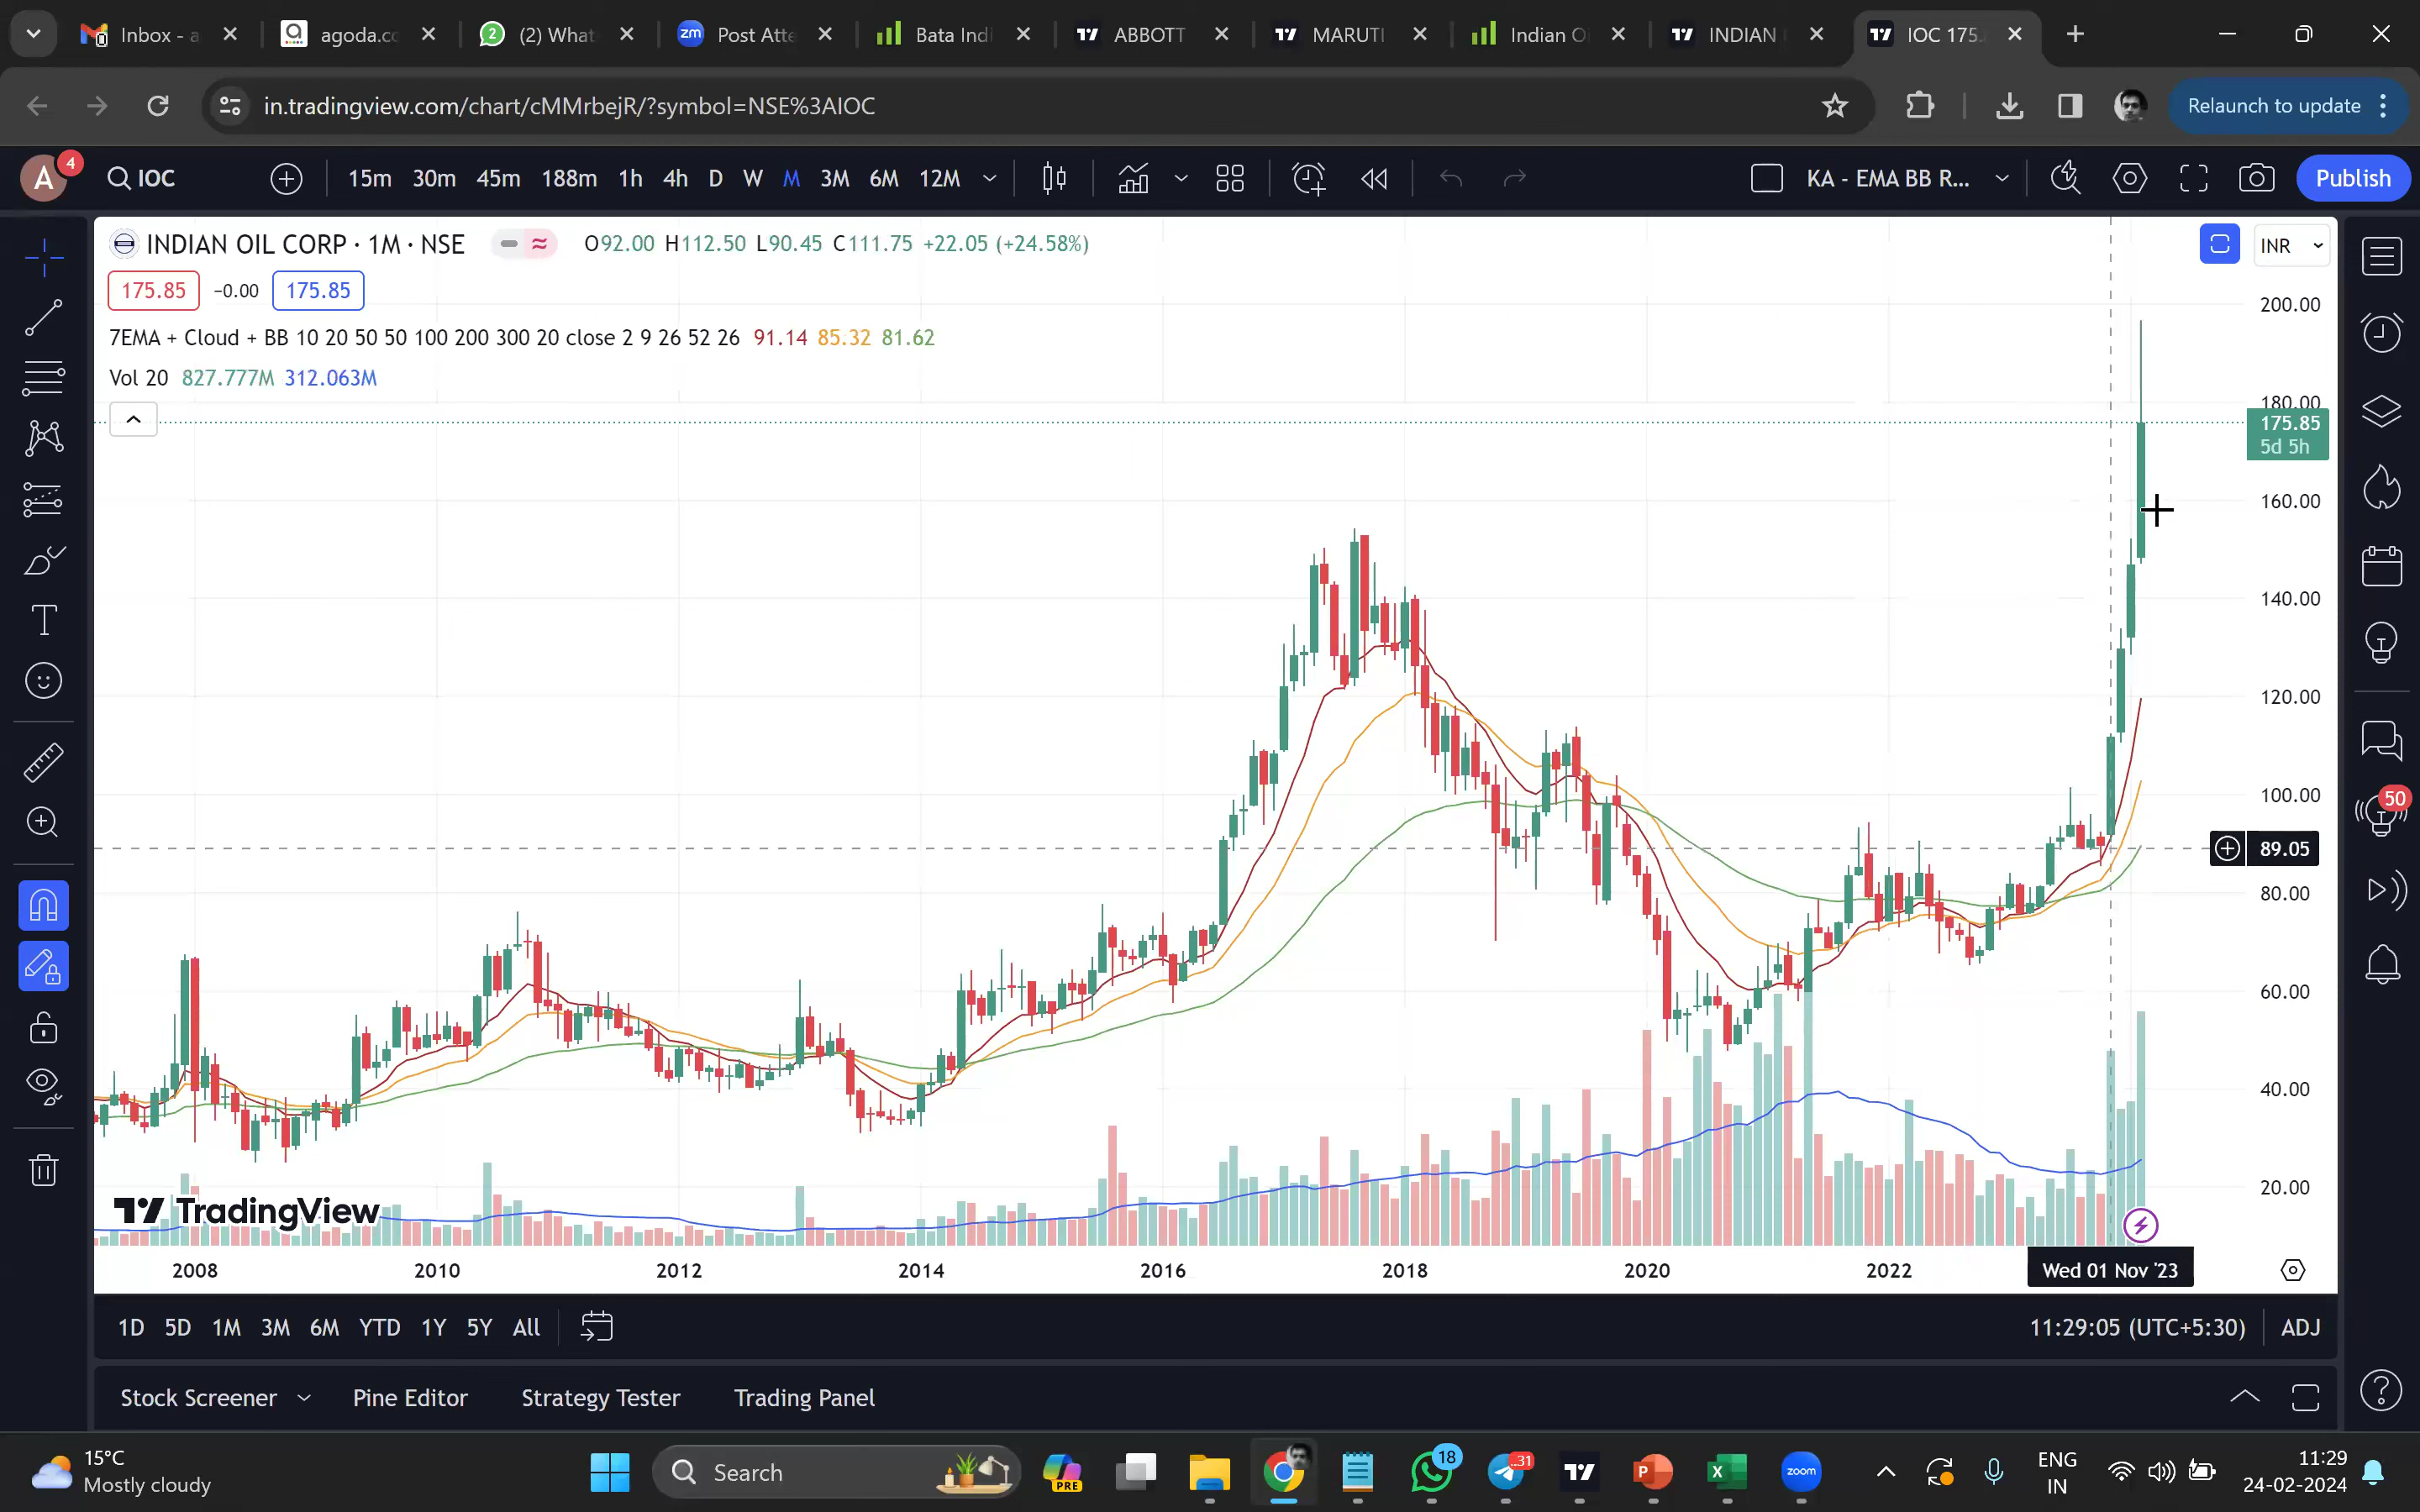 Inbox - a
agoda.co
(2) What
Post Atte
Bata Ind
ABBOTT
MARUTI
Indian O
INDIAN
IOC 175.
in.tradingview.com/chart/cMMrbejR/?symbol=NSE%3AIOC
Relaunch to update
A 4
IOC
15m 30m 45m 188m 1h 4h D W M 3M 6M 12M
KA - EMA BB R...
Publish
INDIAN OIL CORP · 1M · NSE
O92.00 H112.50 L90.45 C111.75 +22.05 (+24.58%)
INR
175.85 −0.00 175.85
7EMA + Cloud + BB 10 20 50 50 100 200 300 20 close 2 9 26 52 26 91.14 85.32 81.62
Vol 20 827.777M 312.063M
200.00
180.00
175.85
5d 5h
160.00
140.00
120.00
100.00
89.05
80.00
60.00
40.00
20.00
50
TradingView
2008 2010 2012 2014 2016 2018 2020 2022 Wed 01 Nov '23
1D 5D 1M 3M 6M YTD 1Y 5Y All
11:29:05 (UTC+5:30) ADJ
Stock Screener Pine Editor Strategy Tester Trading Panel
15°C
Mostly cloudy
Search
PRE
18
..31
zoom
ENG
IN
11:29
24-02-2024